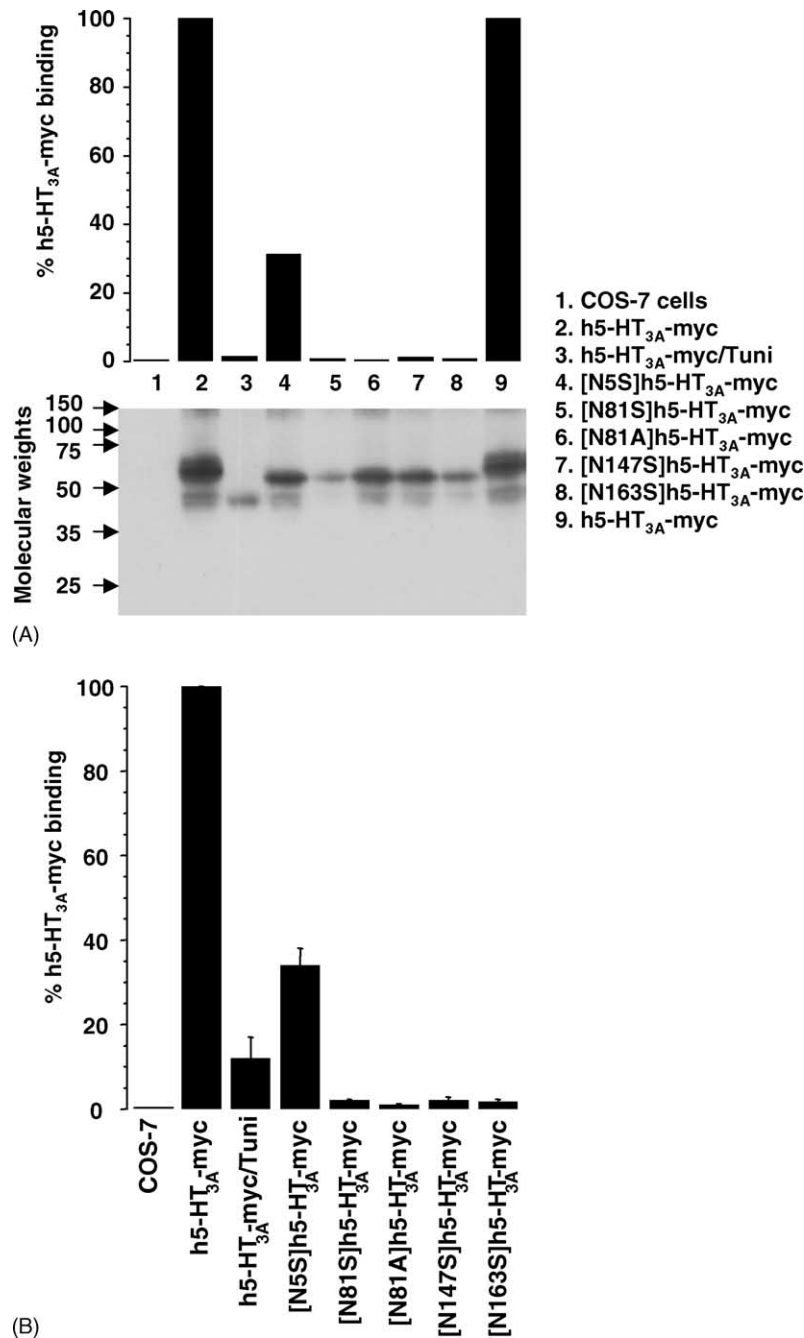 100
80
60
40
20
0
% h5-HT3A-myc binding
1 2 3 4 5 6 7 8 9
1. COS-7 cells
2. h5-HT3A-myc
3. h5-HT3A-myc/Tuni
4. [N5S]h5-HT3A-myc
5. [N81S]h5-HT3A-myc
6. [N81A]h5-HT3A-myc
7. [N147S]h5-HT3A-myc
8. [N163S]h5-HT3A-myc
9. h5-HT3A-myc
Molecular weights
150
100
75
50
35
25
(A)
100
80
60
40
20
0
% h5-HT3A-myc binding
COS-7
h5-HT3A-myc
h5-HT3A-myc/Tuni
[N5S]h5-HT3A-myc
[N81S]h5-HT3A-myc
[N81A]h5-HT3A-myc
[N147S]h5-HT3A-myc
[N163S]h5-HT3A-myc
(B)